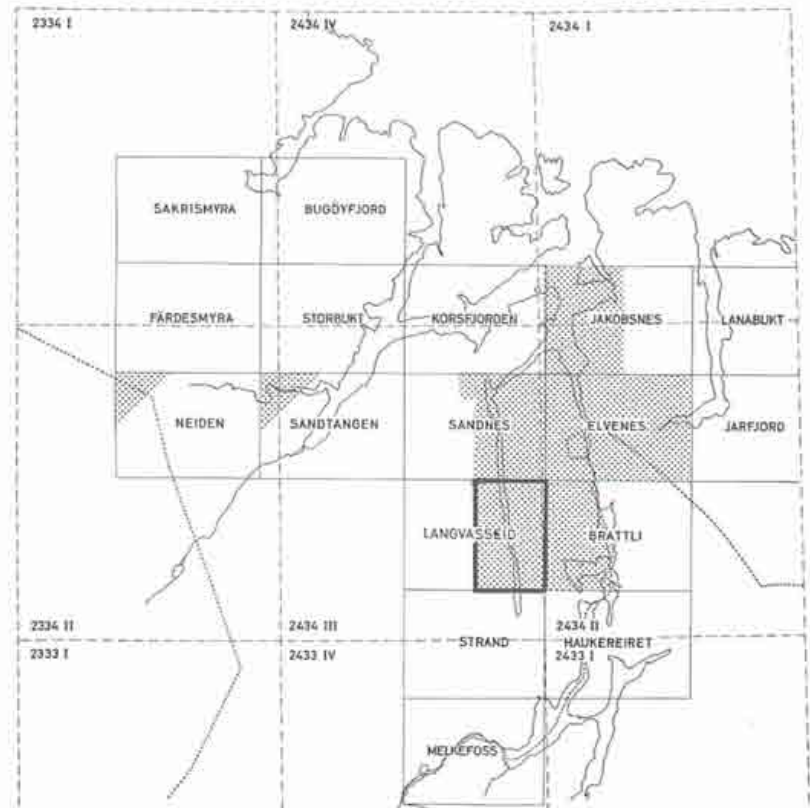 2334 I
2434 IV
2434 I
SAKRISMYRA
BUGÖYFJORD
FÄRDESMYRA
STORBUKT
KORSFJORDEN
JAKOBSNES
LANABUKT
NEIDEN
SANDTANGEN
SANDNES
ELVENES
JARFJORD
LANGVASSEID
BRATTLI
2334 II
2434 III
STRAND
2434 II
HAUKEREIRET
2333 I
2433 IV
2433 I
MELKEFOSS